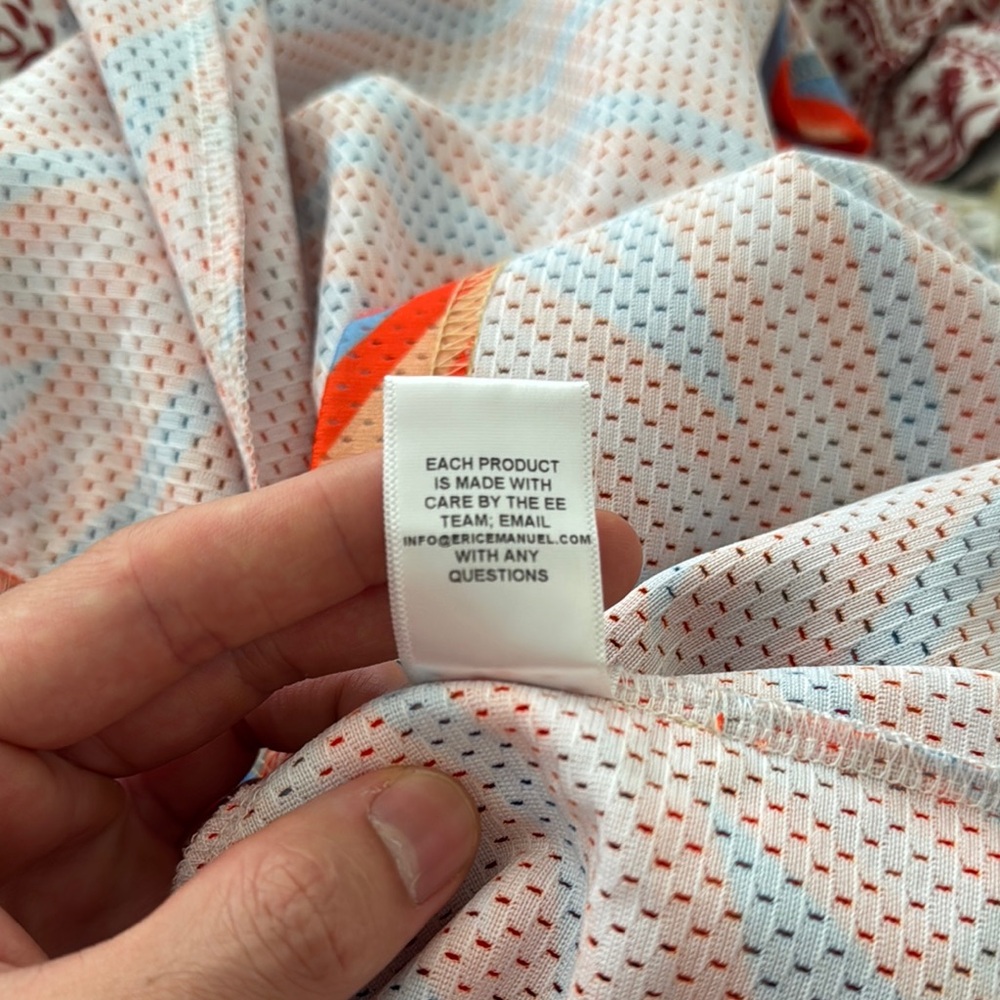 EACH PRODUCT
IS MADE WITH
CARE BY THE EE
TEAM; EMAIL
INFO@ERICEMANUEL.COM
WITH ANY
QUESTIONS